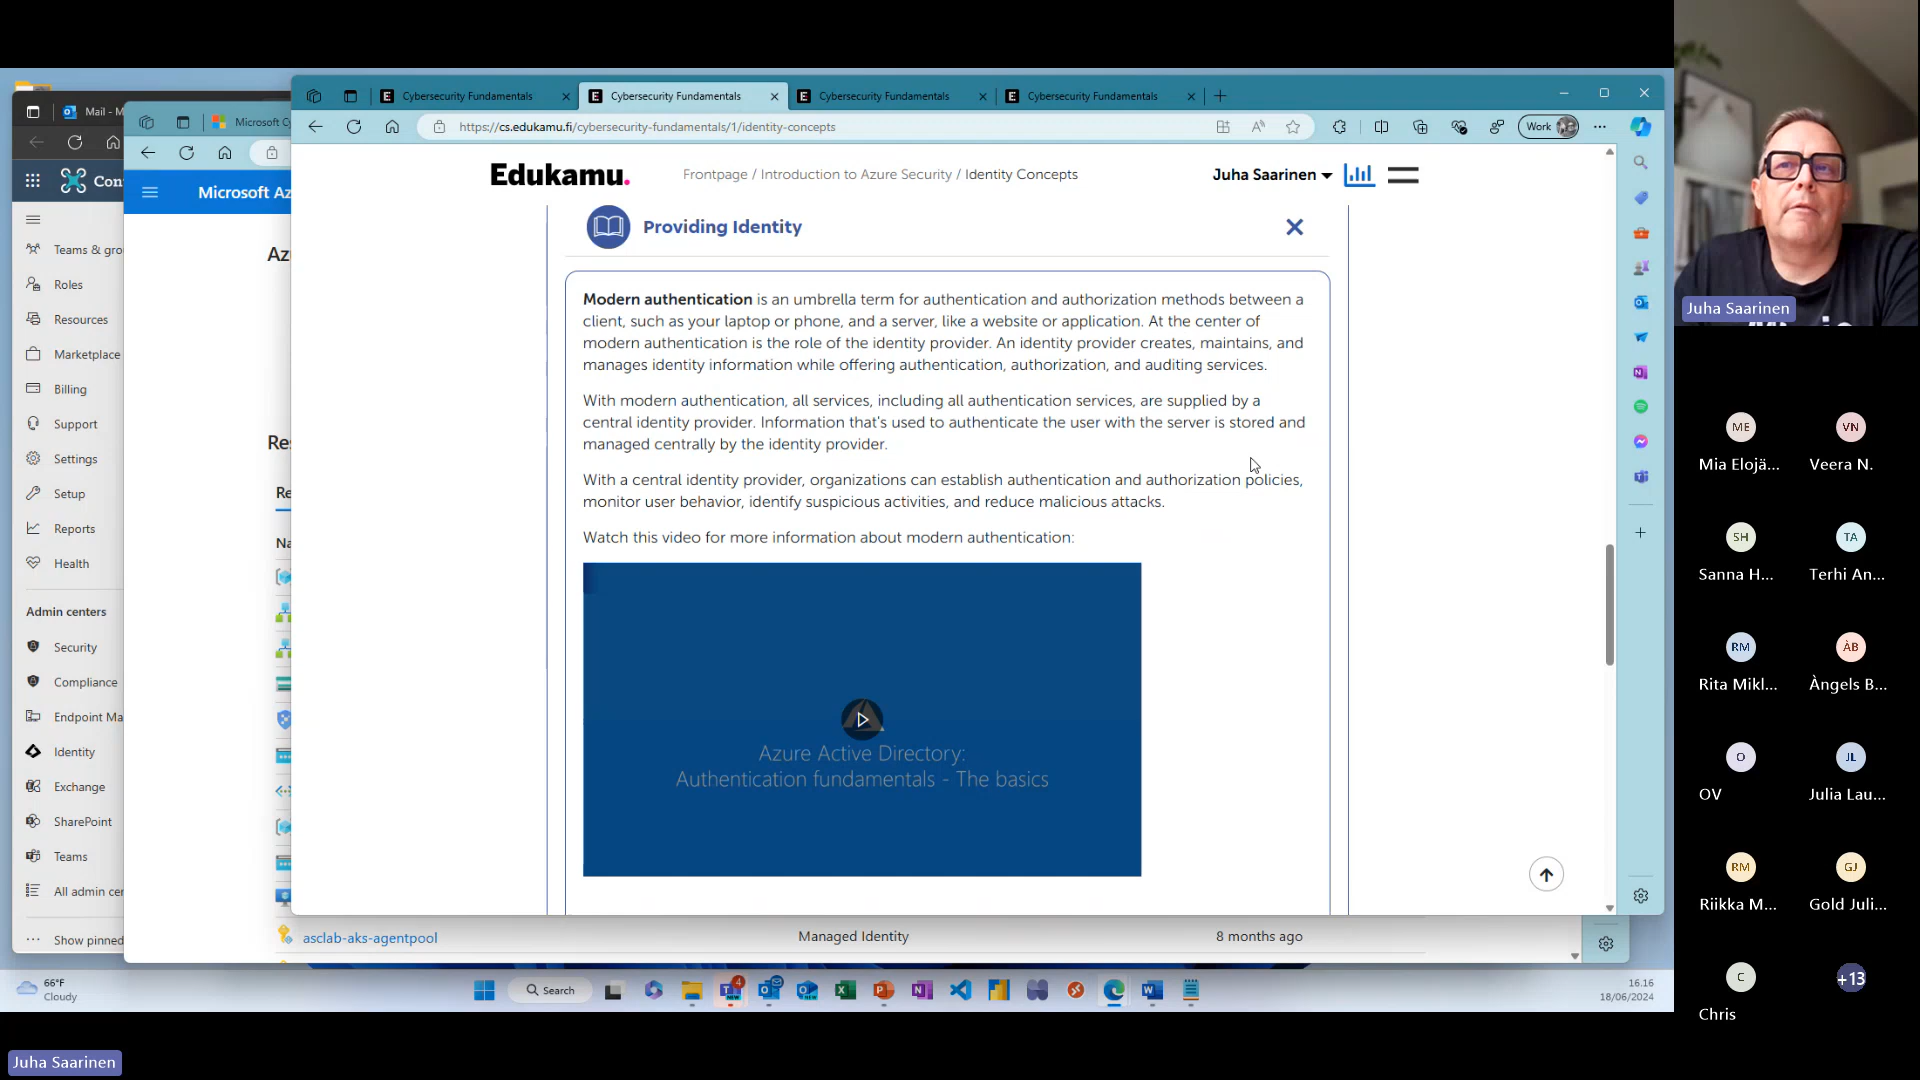 Mail - M
Con
Teams & gro
Roles
Resources
Marketplace
Billing
Support
Settings
Setup
Reports
Health
Admin centers
Security
Compliance
Endpoint Ma
Identity
Exchange
SharePoint
Teams
All admin cen
Show pinned
Microsoft Cy
Microsoft Az
Az
Re
Re
Na
asclab-aks-agentpool
Managed Identity
8 months ago
Cybersecurity Fundamentals
Cybersecurity Fundamentals
Cybersecurity Fundamentals
Cybersecurity Fundamentals
https://cs.edukamu.fi/cybersecurity-fundamentals/1/identity-concepts
Work
Edukamu.
Frontpage / Introduction to Azure Security / Identity Concepts
Juha Saarinen
Providing Identity
Modern authentication is an umbrella term for authentication and authorization methods between a
client, such as your laptop or phone, and a server, like a website or application. At the center of
modern authentication is the role of the identity provider. An identity provider creates, maintains, and
manages identity information while offering authentication, authorization, and auditing services.
With modern authentication, all services, including all authentication services, are supplied by a
central identity provider. Information that's used to authenticate the user with the server is stored and
managed centrally by the identity provider.
With a central identity provider, organizations can establish authentication and authorization policies,
monitor user behavior, identify suspicious activities, and reduce malicious attacks.
Watch this video for more information about modern authentication:
Azure Active Directory:
Authentication fundamentals - The basics
66°F
Cloudy
Search
4
NEW
NEW
16.16
18/06/2024
Juha Saarinen
Juha Saarinen
ME
Mia Elojä...
VN
Veera N.
SH
Sanna H...
TA
Terhi An...
RM
Rita Mikl...
ÀB
Àngels B...
O
OV
JL
Julia Lau...
RM
Riikka M...
GJ
Gold Juli...
C
Chris
+13